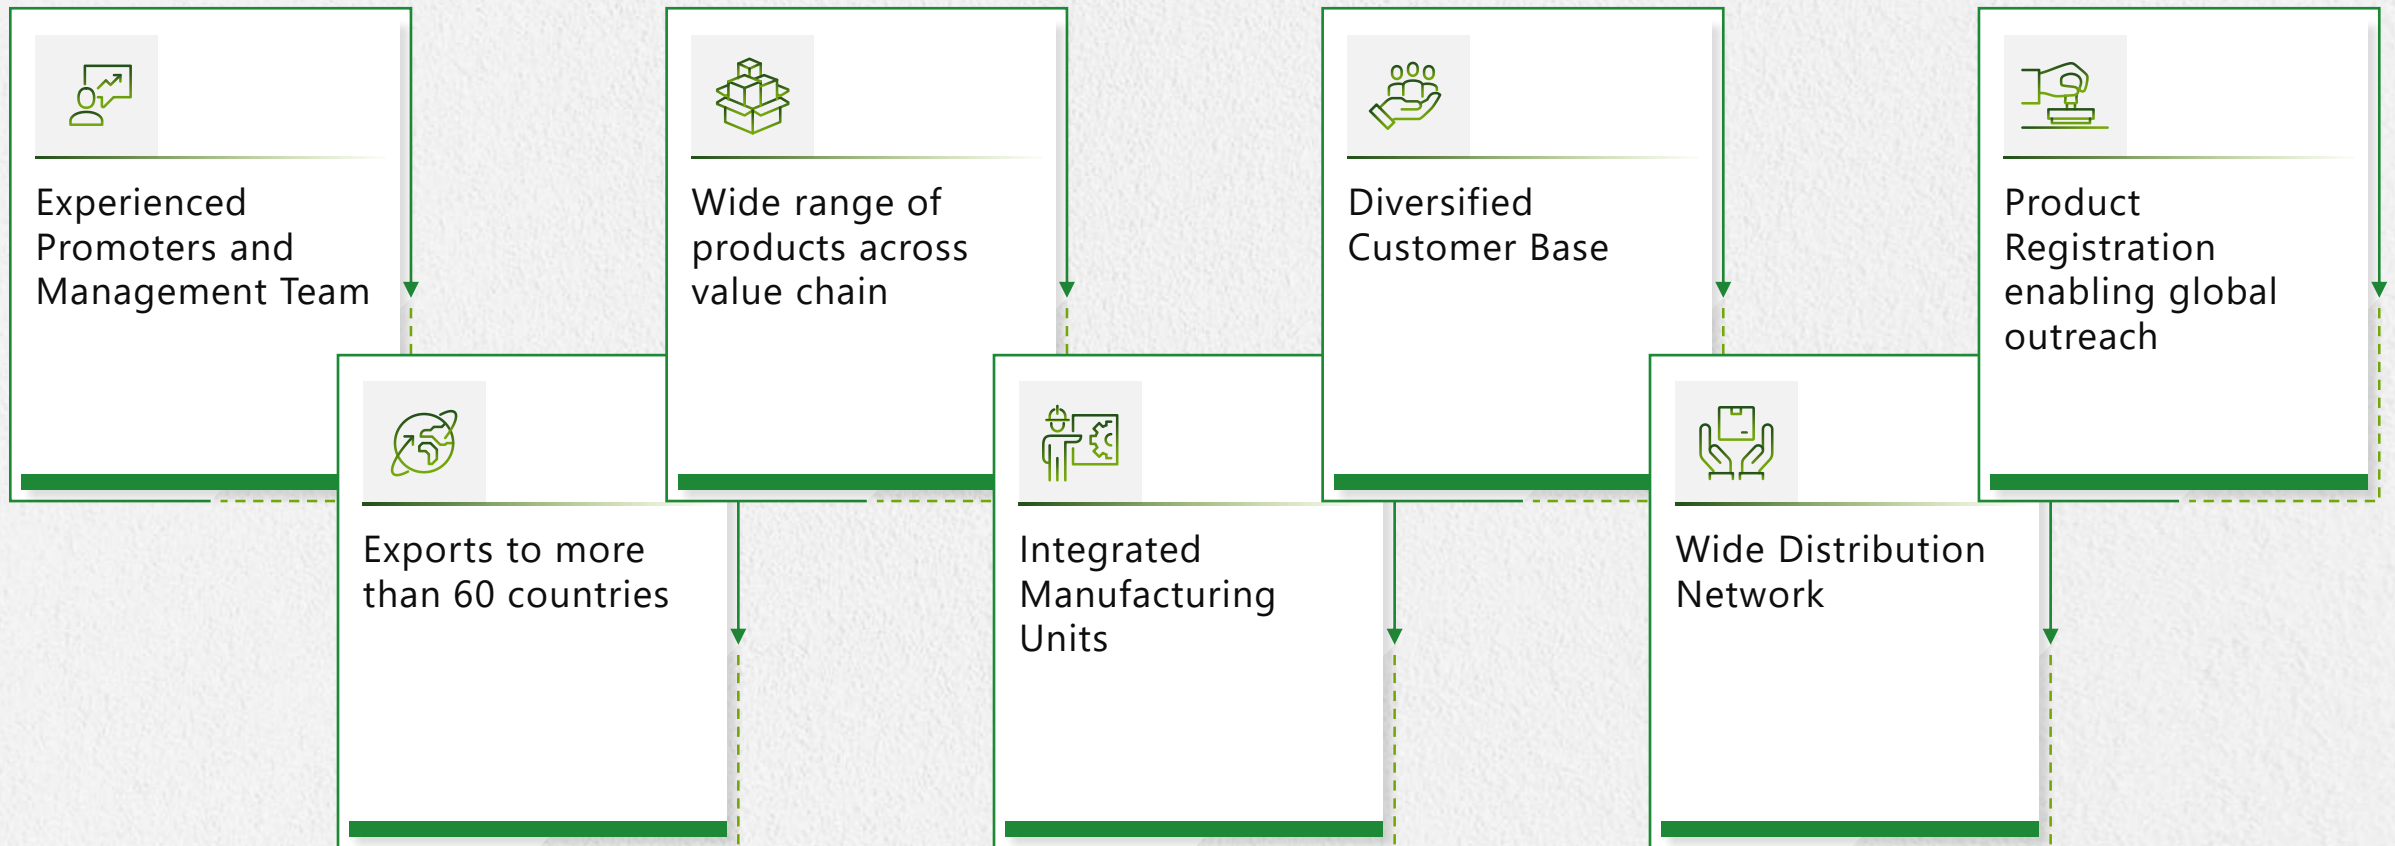 Experienced
Promoters and
Management Team
Exports to more
than 60 countries
Wide range of
products across
value chain
Integrated
Manufacturing
Units
Diversified
Customer Base
Wide Distribution
Network
Product
Registration
enabling global
outreach